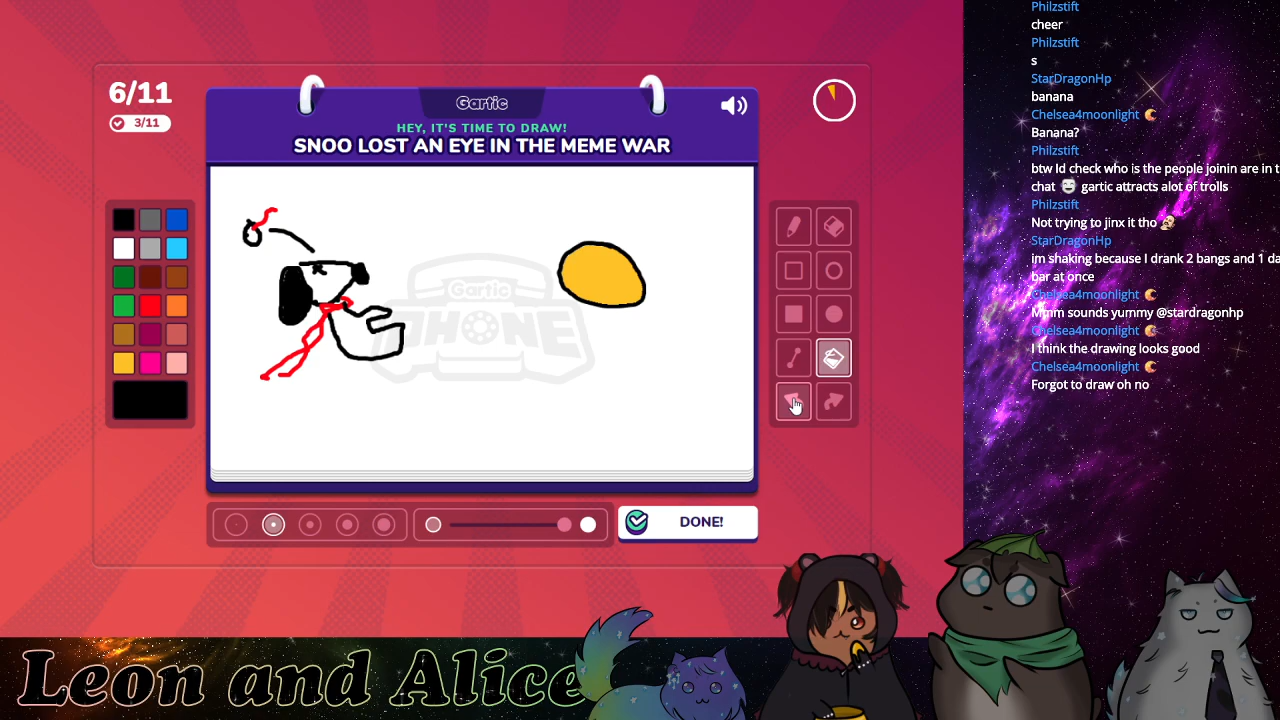 6/11
3/11
Gartic
HEY, IT'S TIME TO DRAW!
SNOO LOST AN EYE IN THE MEME WAR
Gartic
PHONE
DONE!
Philzstift
cheer
Philzstift
s
StarDragonHp
banana
Chelsea4moonlight
Banana?
Philzstift
btw Id check who is the people joinin are in t
chat gartic attracts alot of trolls
Philzstift
Not trying to jinx it tho
StarDragonHp
im shaking because I drank 2 bangs and 1 da
bar at once
Chelsea4moonlight
Mmm sounds yummy @stardragonhp
Chelsea4moonlight
I think the drawing looks good
Chelsea4moonlight
Forgot to draw oh no
Leon and Alice